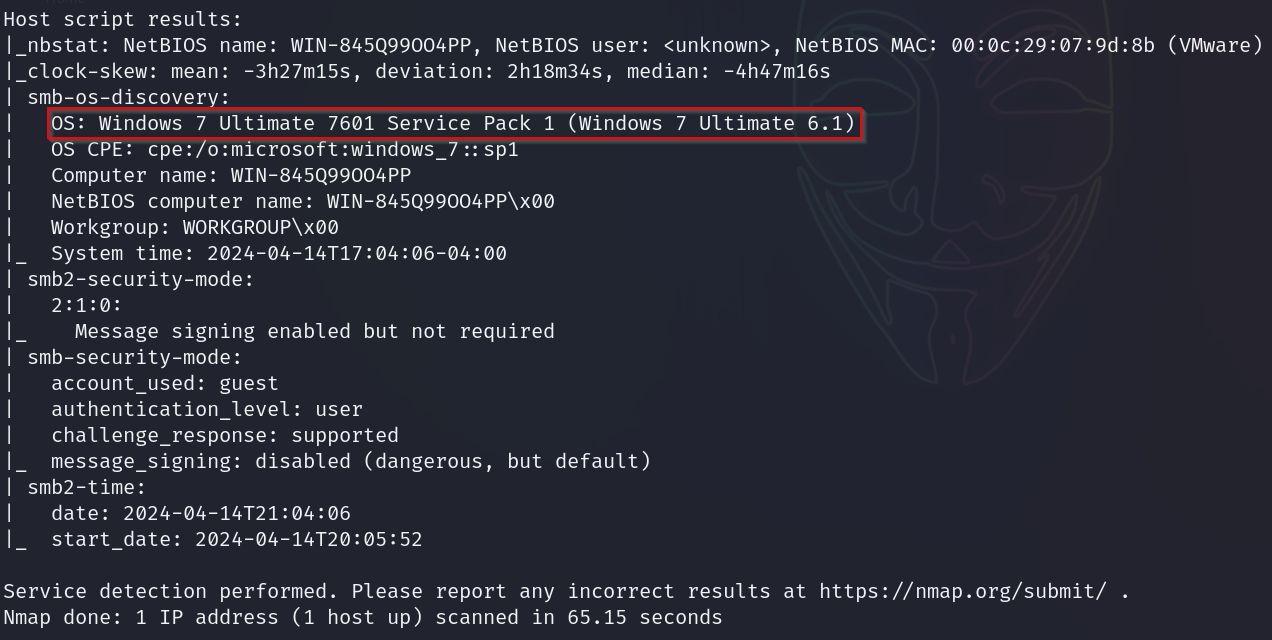 Host script results:
|_nbstat: NetBIOS name: WIN-845Q99OO4PP, NetBIOS user: <unknown>, NetBIOS MAC: 00:0c:29:07:9d:8b (VMware)
|_clock-skew: mean: -3h27m15s, deviation: 2h18m34s, median: -4h47m16s
| smb-os-discovery:
|   OS: Windows 7 Ultimate 7601 Service Pack 1 (Windows 7 Ultimate 6.1)
|   OS CPE: cpe:/o:microsoft:windows_7::sp1
|   Computer name: WIN-845Q99OO4PP
|   NetBIOS computer name: WIN-845Q99OO4PP\x00
|   Workgroup: WORKGROUP\x00
|_  System time: 2024-04-14T17:04:06-04:00
| smb2-security-mode:
|   2:1:0:
|_    Message signing enabled but not required
| smb-security-mode:
|   account_used: guest
|   authentication_level: user
|   challenge_response: supported
|_  message_signing: disabled (dangerous, but default)
| smb2-time:
|   date: 2024-04-14T21:04:06
|_  start_date: 2024-04-14T20:05:52

Service detection performed. Please report any incorrect results at https://nmap.org/submit/ .
Nmap done: 1 IP address (1 host up) scanned in 65.15 seconds